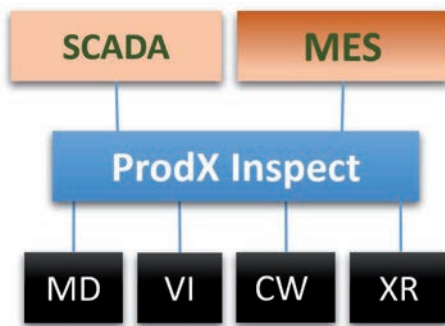 SCADA
MES
ProdX Inspect
MD
VI
CW
XR